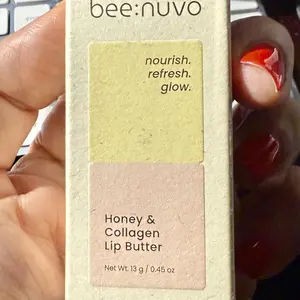 bee:nuvo
nourish.
refresh.
glow.
Honey &
Collagen
Lip Butter
Net Wt. 13 g / 0.45 oz